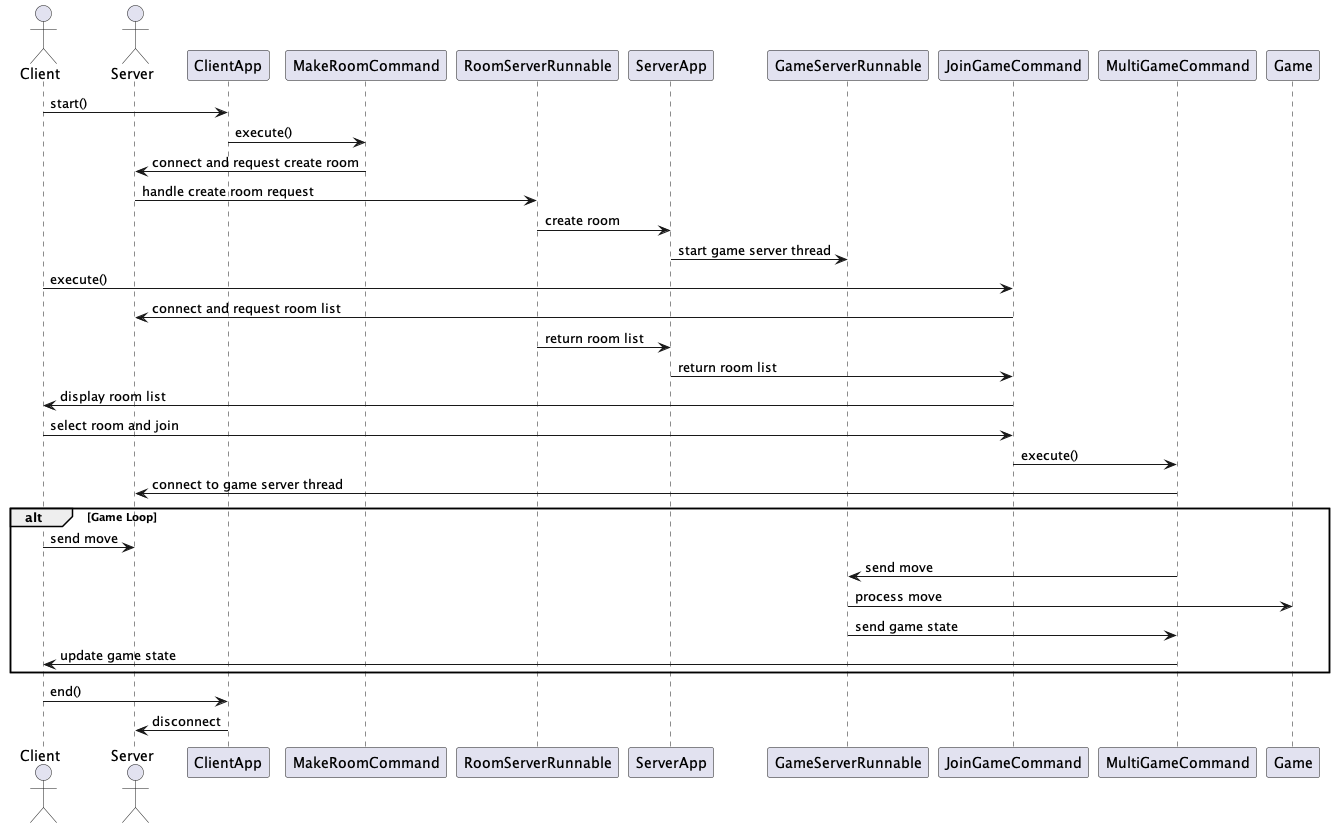 Client Server ClientApp MakeRoomCommand RoomServerRunnable ServerApp GameServerRunnable JoinGameCommand MultiGameCommand Game
start()
execute()
connect and request create room
handle create room request
create room
start game server thread
execute()
connect and request room list
return room list
return room list
display room list
select room and join
execute()
connect to game server thread
alt [Game Loop]
send move
send move
process move
send game state
update game state
end()
disconnect
Client Server ClientApp MakeRoomCommand RoomServerRunnable ServerApp GameServerRunnable JoinGameCommand MultiGameCommand Game